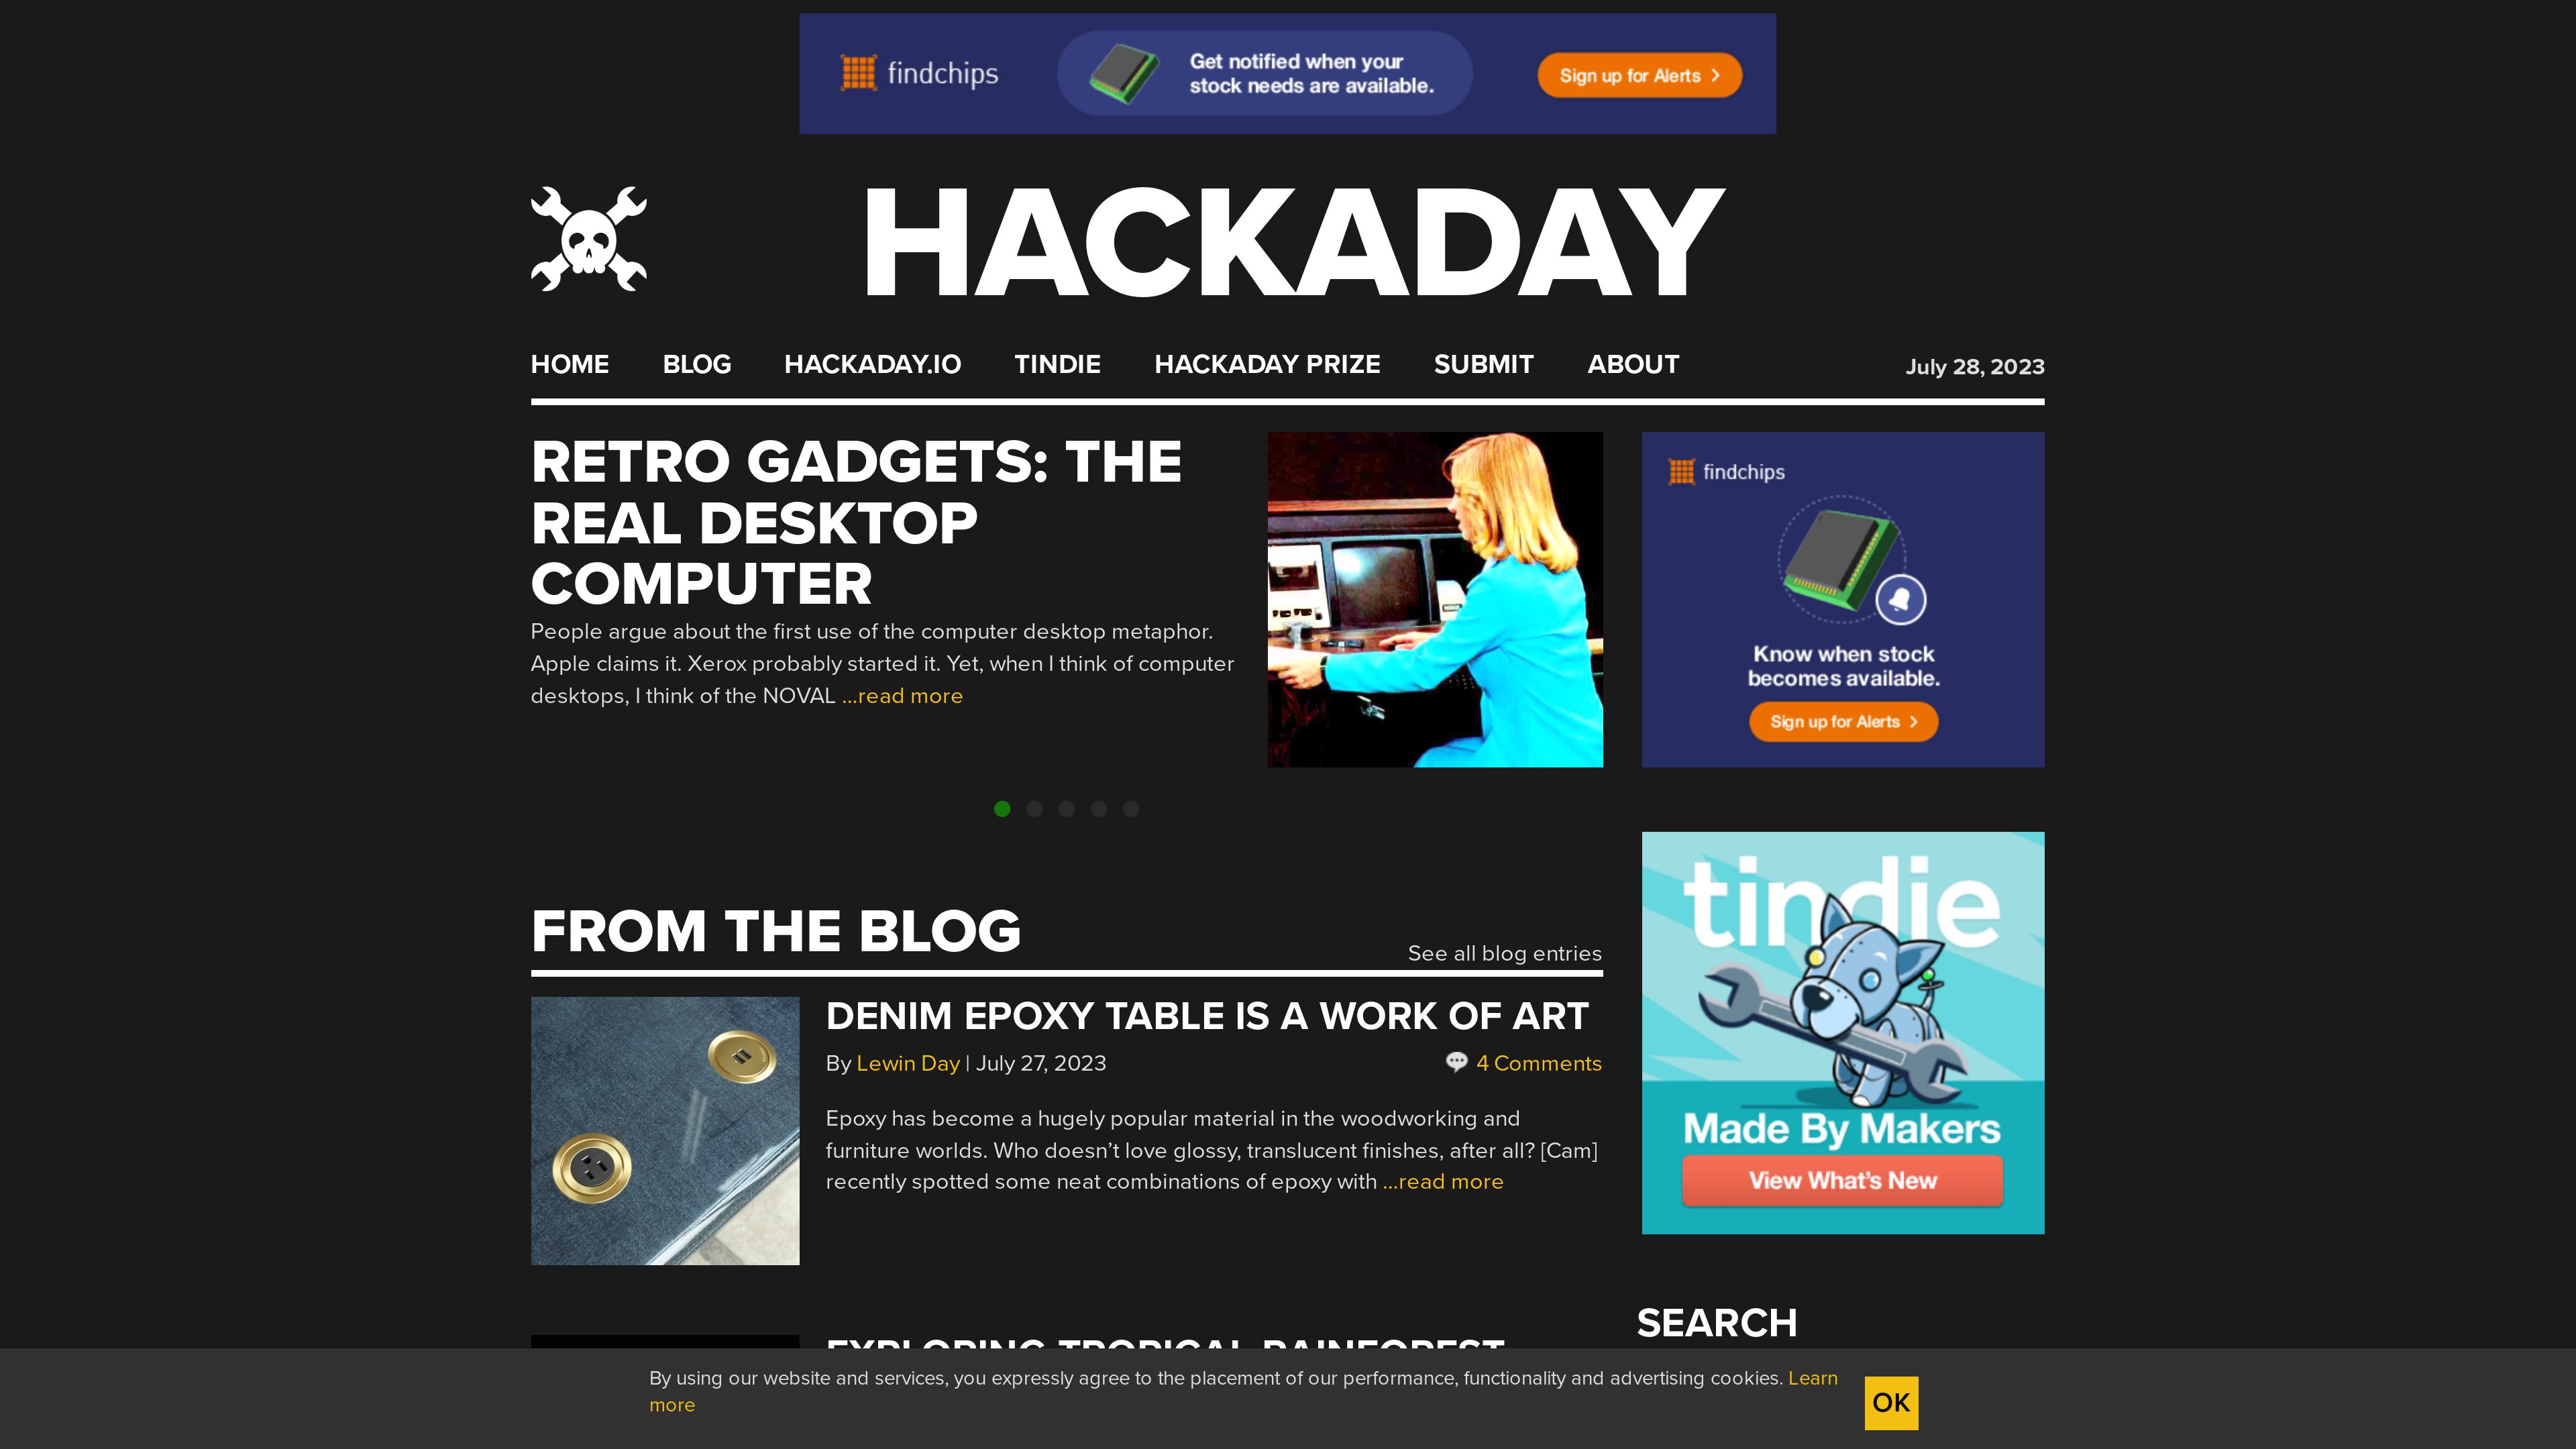 findchips
Get notified when your
stock needs are available.
Sign up for Alerts >
HACKADAY
HOME BLOG HACKADAY.IO TINDIE HACKADAY PRIZE SUBMIT ABOUT July 28, 2023
RETRO GADGETS: THE
REAL DESKTOP
COMPUTER
People argue about the first use of the computer desktop metaphor.
Apple claims it. Xerox probably started it. Yet, when I think of computer
desktops, I think of the NOVAL ...read more
findchips
Know when stock
becomes available.
Sign up for Alerts >
FROM THE BLOG
See all blog entries
DENIM EPOXY TABLE IS A WORK OF ART
By Lewin Day | July 27, 2023 4 Comments
Epoxy has become a hugely popular material in the woodworking and
furniture worlds. Who doesn’t love glossy, translucent finishes, after all? [Cam]
recently spotted some neat combinations of epoxy with ...read more
tindie
Made By Makers
View What’s New
SEARCH
EXPLORING TROPICAL RAINFOREST
By using our website and services, you expressly agree to the placement of our performance, functionality and advertising cookies. Learn
more
OK